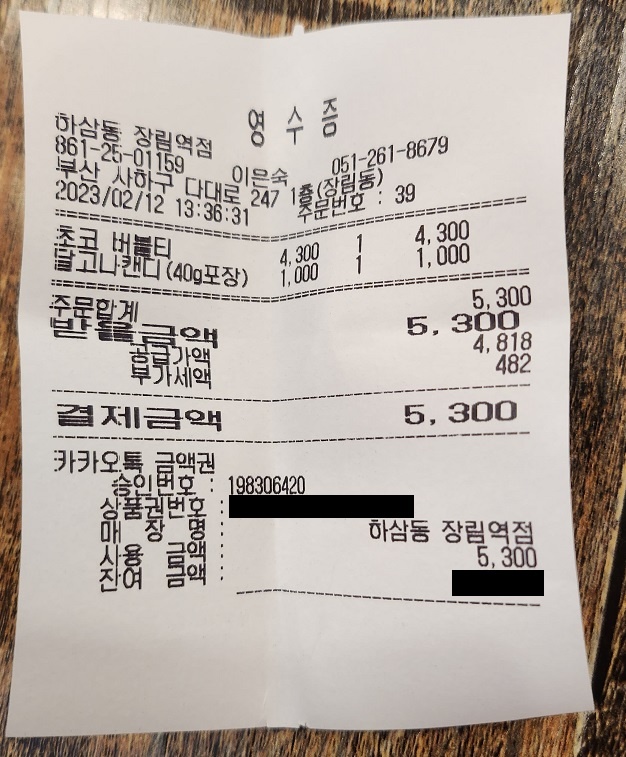 영 수 증
하삼동 장림역점
861-25-01159 이은숙 051-261-8679
부산 사하구 다대로 247 1층(장림동)
2023/02/12 13:36:31 주문번호 : 39
초코 버블티 4,300 1 4,300
달고나캔디(40g포장) 1,000 1 1,000
주문합계 5,300
받을금액 5,300
공급가액 4,818
부가세액 482
결제금액 5,300
카카오톡 금액권
승인번호 : 198306420
상품권번호 :
매 장 명 : 하삼동 장림역점
사용 금액 : 5,300
잔여 금액 :